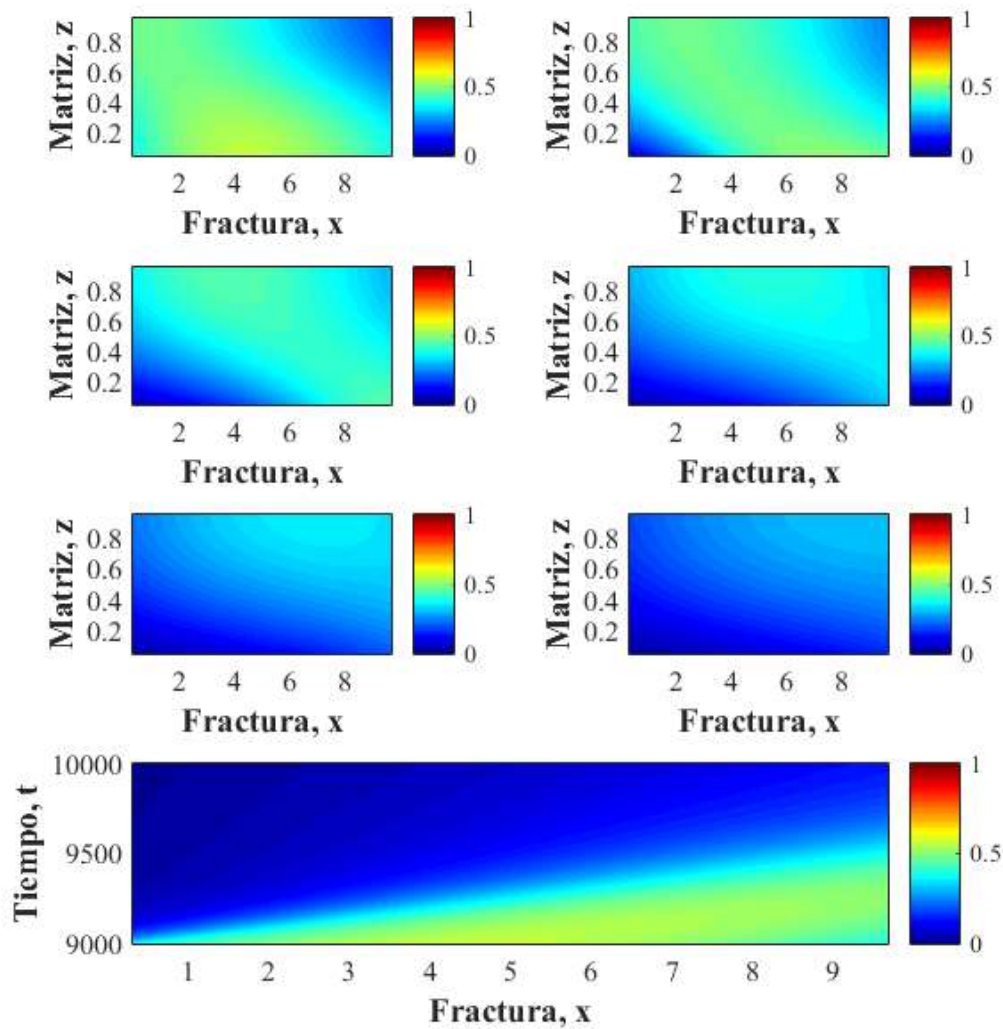 0.8 0.6 0.4 0.2
Matriz, z
2 4 6 8
Fractura, x
1 0.5 0
0.8 0.6 0.4 0.2
Matriz, z
2 4 6 8
Fractura, x
1 0.5 0
0.8 0.6 0.4 0.2
Matriz, z
2 4 6 8
Fractura, x
1 0.5 0
0.8 0.6 0.4 0.2
Matriz, z
2 4 6 8
Fractura, x
1 0.5 0
0.8 0.6 0.4 0.2
Matriz, z
2 4 6 8
Fractura, x
1 0.5 0
0.8 0.6 0.4 0.2
Matriz, z
2 4 6 8
Fractura, x
1 0.5 0
10000 9500 9000
Tiempo, t
1 2 3 4 5 6 7 8 9
Fractura, x
1 0.5 0